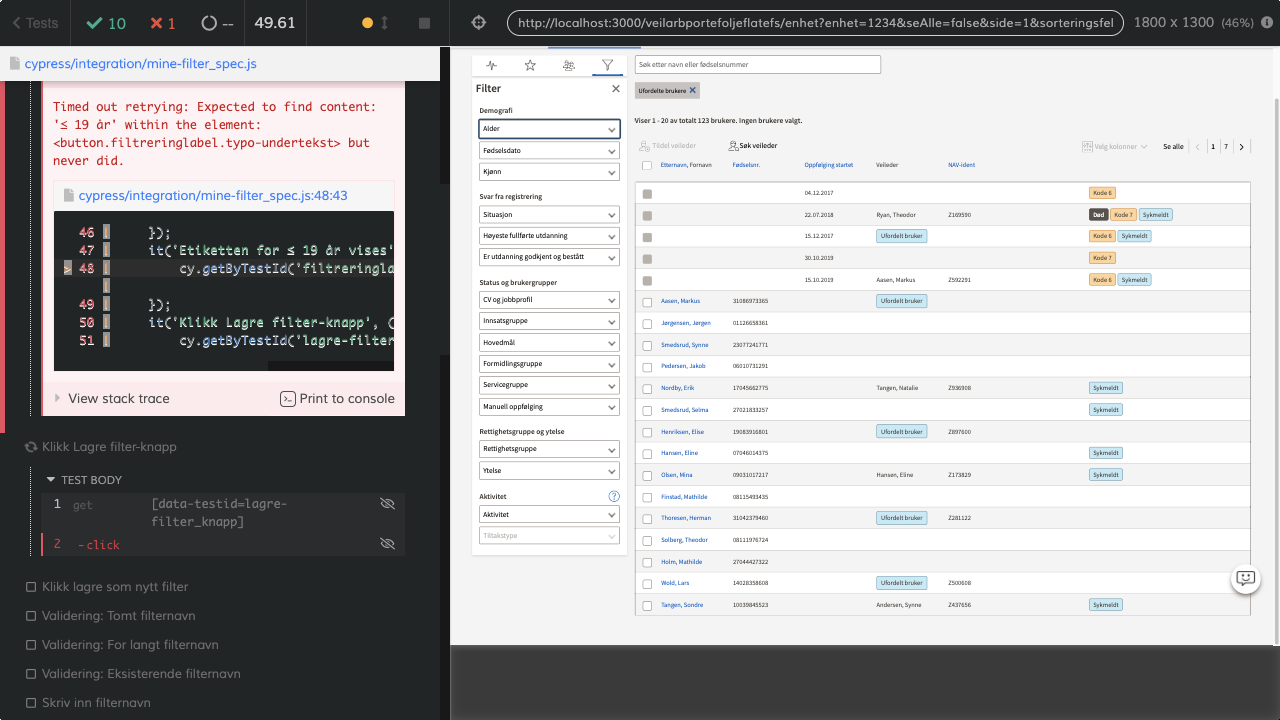 Tests
10
1
--
49.61
http://localhost:3000/veilarbportefoljeflatefs/enhet?enhet=1234&seAlle=false&side=1&sorteringsfel
1800 x 1300 (46%)
cypress/integration/mine-filter_spec.js
Timed out retrying: Expected to find content:
'≤ 19 år' within the element:
<button.filtreringlabel.typo-undertekst> but
never did.
cypress/integration/mine-filter_spec.js:48:43
46 | });
47 | it('Etiketten for ≤ 19 år vises'
> 48 | cy.getByTestId('filtreringla
|
49 | });
50 | it('Klikk Lagre filter-knapp', (
51 | cy.getByTestId('lagre-filter
View stack trace
Print to console
Klikk Lagre filter-knapp
TEST BODY
1 get [data-testid=lagre-
filter_knapp]
2 -click
Klikk lagre som nytt filter
Validering: Tomt filternavn
Validering: For langt filternavn
Validering: Eksisterende filternavn
Skriv inn filternavn
Filter
Demografi
Alder
Fødselsdato
Kjønn
Svar fra registrering
Situasjon
Høyeste fullførte utdanning
Er utdanning godkjent og bestått
Status og brukergrupper
CV og jobbprofil
Innsatsgruppe
Hovedmål
Formidlingsgruppe
Servicegruppe
Manuell oppfølging
Rettighetsgruppe og ytelse
Rettighetsgruppe
Ytelse
Aktivitet
?
Aktivitet
Tiltakstype
Søk etter navn eller fødselsnummer
Ufordelte brukere
Viser 1 - 20 av totalt 123 brukere. Ingen brukere valgt.
Tildel veileder
Søk veileder
Velg kolonner
Se alle
1
7
Etternavn, Fornavn Fødselsnr. Oppfølging startet Veileder NAV-ident
04.12.2017 Kode 6
22.07.2018 Ryan, Theodor Z169590 Død Kode 7 Sykmeldt
15.12.2017 Ufordelt bruker Kode 6 Sykmeldt
30.10.2019 Kode 7
15.10.2019 Aasen, Markus Z592291 Kode 6 Sykmeldt
Aasen, Markus 31086973365 Ufordelt bruker
Jørgensen, Jørgen 01126658361
Smedsrud, Synne 23077241771
Pedersen, Jakob 06010731291
Nordby, Erik 17045662775 Tangen, Natalie Z936908 Sykmeldt
Smedsrud, Selma 27021833257 Sykmeldt
Henriksen, Elise 19083916801 Ufordelt bruker Z897600
Hansen, Eline 07046014375 Sykmeldt
Olsen, Mina 09031017217 Hansen, Eline Z173829 Sykmeldt
Finstad, Mathilde 08115493435
Thoresen, Herman 31042379460 Ufordelt bruker Z281122
Solberg, Theodor 08111976724
Holm, Mathilde 27044427322
Wold, Lars 14028358608 Ufordelt bruker Z500608
Tangen, Sondre 10039845523 Andersen, Synne Z437656 Sykmeldt